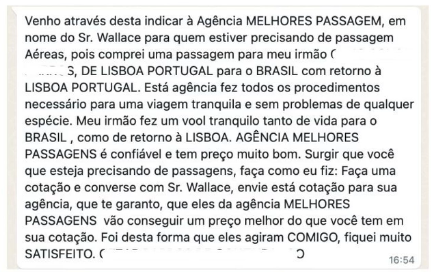 Venho através desta indicar à Agência MELHORES PASSAGEM, em
nome do Sr. Wallace para quem estiver precisando de passagem
Aéreas, pois comprei uma passagem para meu irmão
DE LISBOA PORTUGAL para o BRASIL com retorno à
LISBOA PORTUGAL. Está agência fez todos os procedimentos
necessário para uma viagem tranquila e sem problemas de qualquer
espécie. Meu irmão fez um vool tranquilo tanto de vida para o
BRASIL , como de retorno à LISBOA. AGÊNCIA MELHORES
PASSAGENS é confiável e tem preço muito bom. Surgir que você
que esteja precisando de passagens, faça como eu fiz: Faça uma
cotação e converse com Sr. Wallace, envie está cotação para sua
agência, que te garanto, que eles da agência MELHORES
PASSAGENS vão conseguir um preço melhor do que você tem em
sua cotação. Foi desta forma que eles agiram COMIGO, fiquei muito
SATISFEITO.
16:54